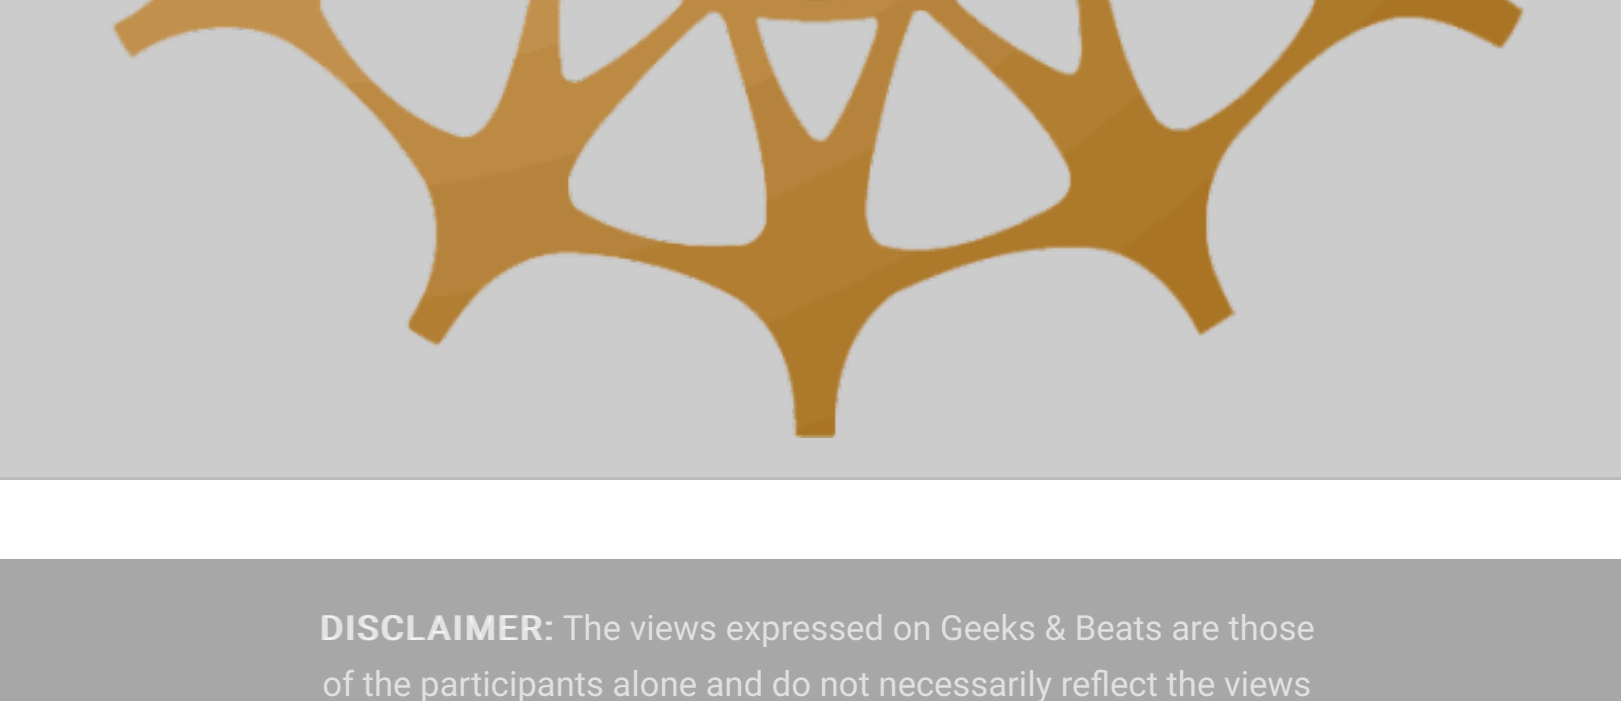 DISCLAIMER: The views expressed on Geeks & Beats are those
of the participants alone and do not necessarily reflect the views